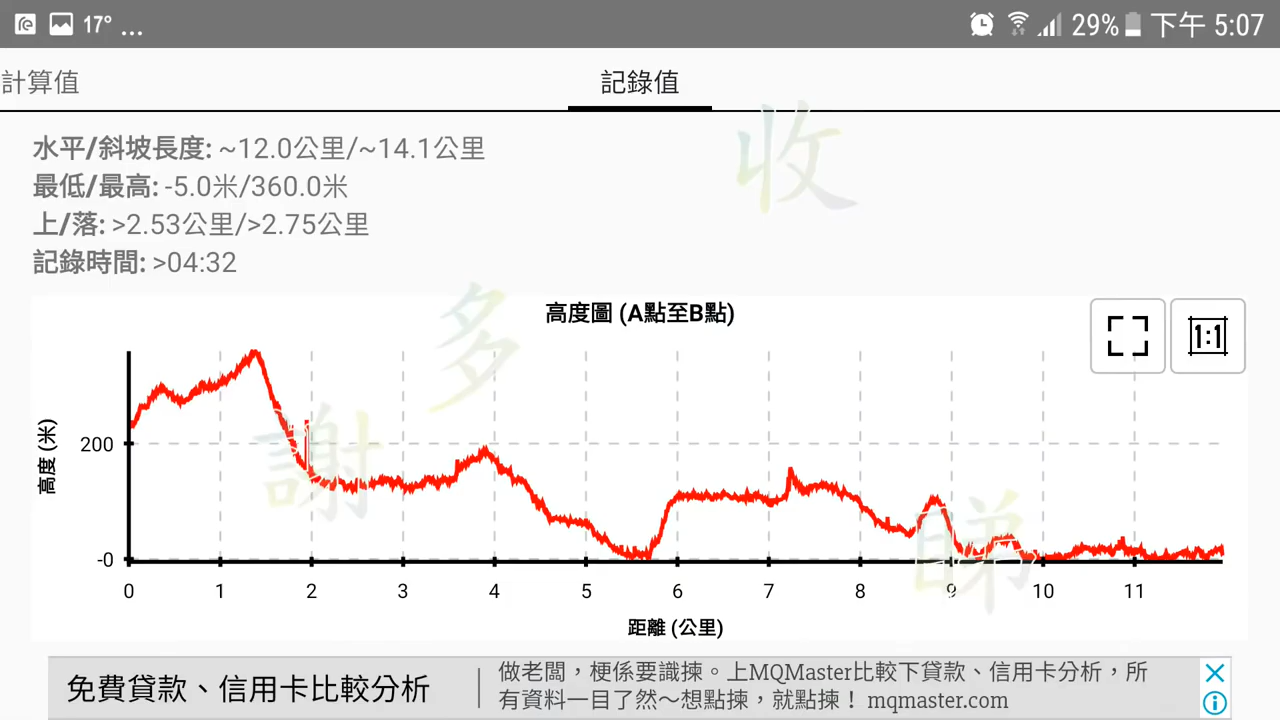 17° ...
29% 下午 5:07
計算值
記錄值
水平/斜坡長度: ~12.0公里/~14.1公里
最低/最高: -5.0米/360.0米
上/落: >2.53公里/>2.75公里
記錄時間: >04:32
高度圖 (A點至B點)
1:1
高度 (米)
200
-0
0 1 2 3 4 5 6 7 8 9 10 11
距離 (公里)
多謝收睇
免費貸款、信用卡比較分析
做老闆，梗係要識揀。上MQMaster比較下貸款、信用卡分析，所
有資料一目了然～想點揀，就點揀！ mqmaster.com